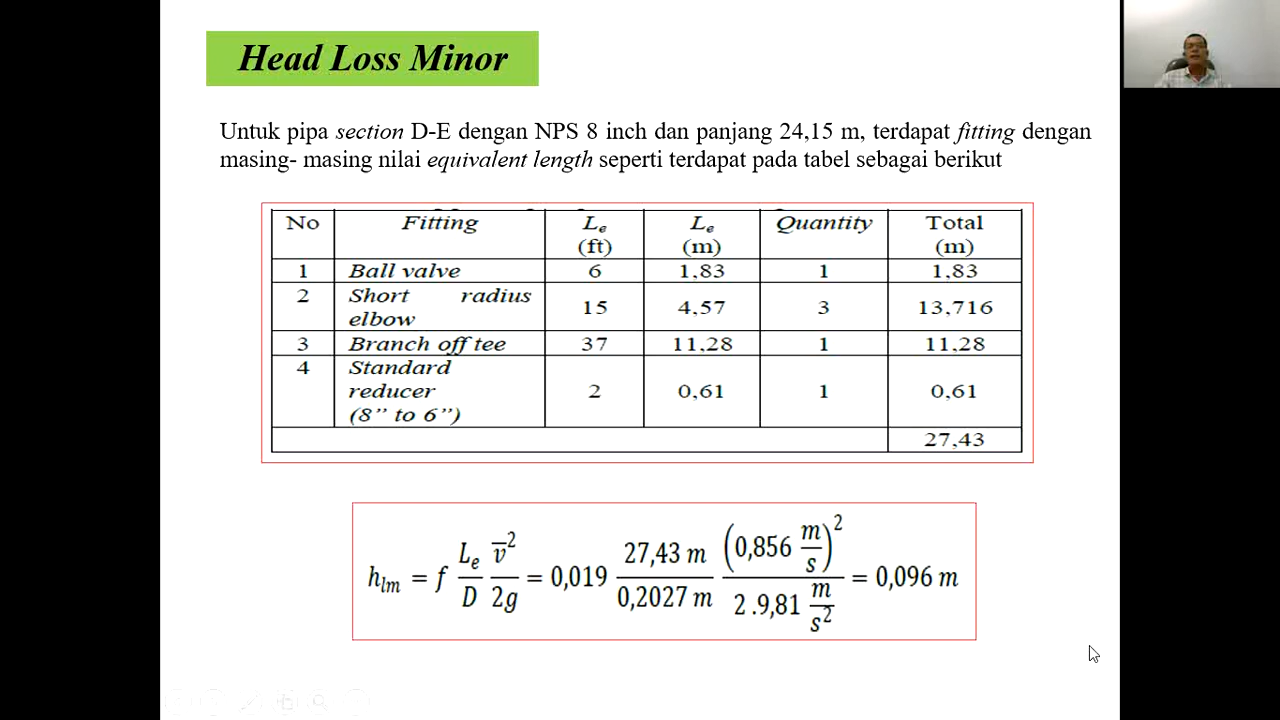 Head Loss Minor
Untuk pipa section D-E dengan NPS 8 inch dan panjang 24,15 m, terdapat fitting dengan
masing- masing nilai equivalent length seperti terdapat pada tabel sebagai berikut
No Fitting Le (ft) Le (m) Quantity Total (m)
1 Ball valve 6 1,83 1 1,83
2 Short radius elbow 15 4,57 3 13,716
3 Branch off tee 37 11,28 1 11,28
4 Standard reducer (8” to 6”) 2 0,61 1 0,61
27,43
h_lm = f L_e/D v̅²/2g = 0,019 27,43 m/0,2027 m (0,856 m/s)²/2 .9,81 m/s² = 0,096 m